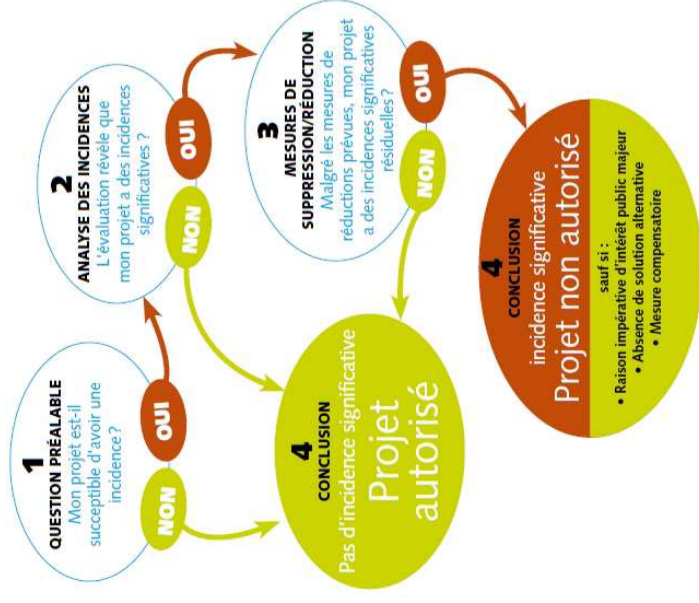 1
QUESTION PRÉALABLE
Mon projet est-il
succeptible d'avoir une
incidence ?
NON
OUI
2
ANALYSE DES INCIDENCES
L'évaluation révèle que
mon projet a des incidences
significatives ?
NON
OUI
3
MESURES DE
SUPPRESSION/RÉDUCTION
Malgré les mesures de
réductions prévues, mon projet
a des incidences significatives
résiduelles ?
NON
OUI
4
CONCLUSION
Pas d'incidence significative
Projet
autorisé
4
CONCLUSION
incidence significative
Projet non autorisé
sauf si :
• Raison impérative d'intérêt public majeur
• Absence de solution alternative
• Mesure compensatoire